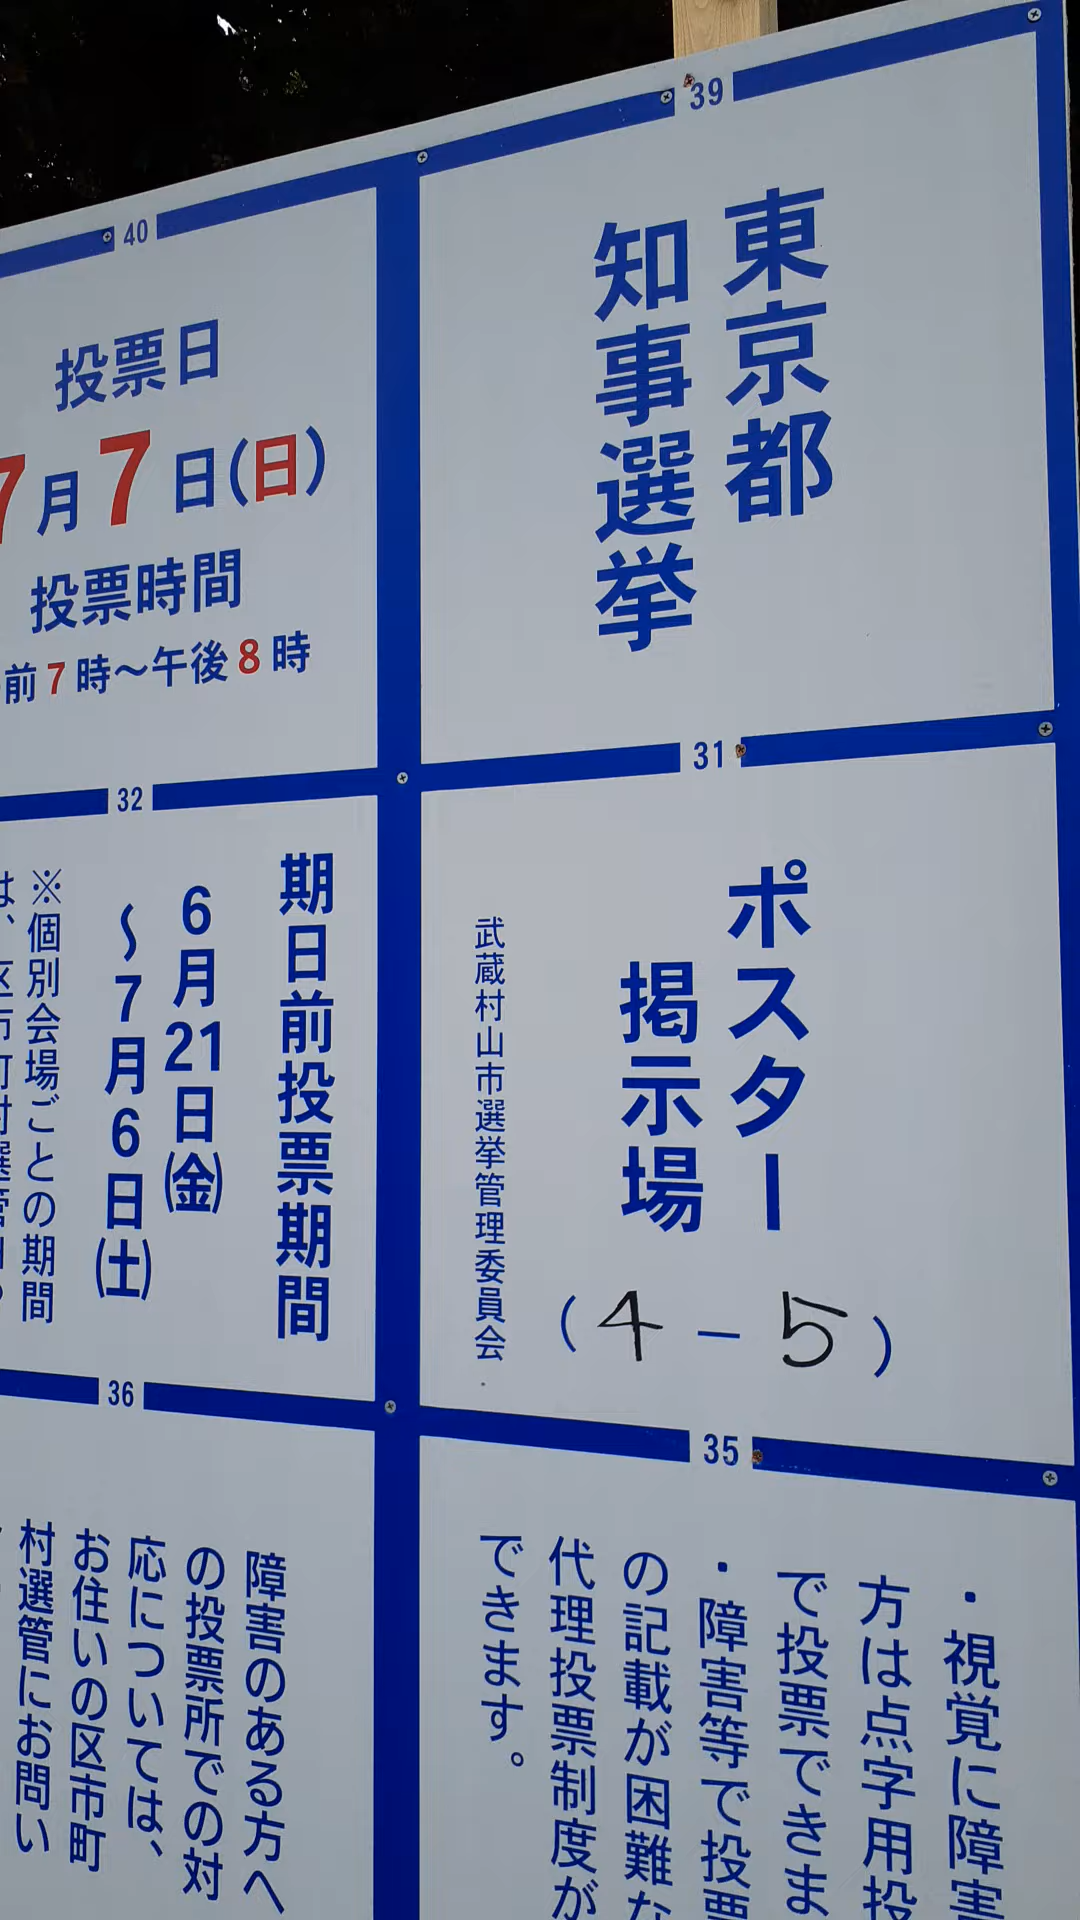 39
東京都
知事選挙
40
投票日
7月7日(日)
投票時間
前7時～午後8時
31
ポスター
掲示場
武蔵村山市選挙管理委員会
(4-5)
32
期日前投票期間
6月21日(金)
～7月6日(土)
※個別会場ごとの期間
は、区市町村選管
35
・視覚に障害
方は点字用投
で投票できま
・障害等で投票
の記載が困難な
代理投票制度が
できます。
36
障害のある方へ
の投票所での対
応については、
お住いの区市町
村選管にお問い